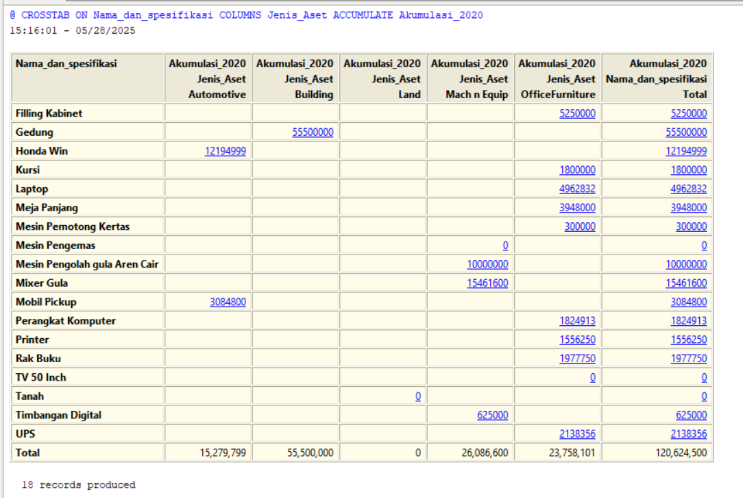 @ CROSSTAB ON Nama_dan_spesifikasi COLUMNS Jenis_Aset ACCUMULATE Akumulasi_2020
15:16:01 - 05/28/2025
Nama_dan_spesifikasi Akumulasi_2020 Akumulasi_2020 Akumulasi_2020 Akumulasi_2020 Akumulasi_2020 Akumulasi_2020
Jenis_Aset Jenis_Aset Jenis_Aset Jenis_Aset Jenis_Aset Nama_dan_spesifikasi
Automotive Building Land Mach n Equip OfficeFurniture Total
Filling Kabinet 5250000 5250000
Gedung 55500000 55500000
Honda Win 12194999 12194999
Kursi 1800000 1800000
Laptop 4962832 4962832
Meja Panjang 3948000 3948000
Mesin Pemotong Kertas 300000 300000
Mesin Pengemas 0 0
Mesin Pengolah gula Aren Cair 10000000 10000000
Mixer Gula 15461600 15461600
Mobil Pickup 3084800 3084800
Perangkat Komputer 1824913 1824913
Printer 1556250 1556250
Rak Buku 1977750 1977750
TV 50 Inch 0 0
Tanah 0 0
Timbangan Digital 625000 625000
UPS 2138356 2138356
Total 15,279,799 55,500,000 0 26,086,600 23,758,101 120,624,500
18 records produced